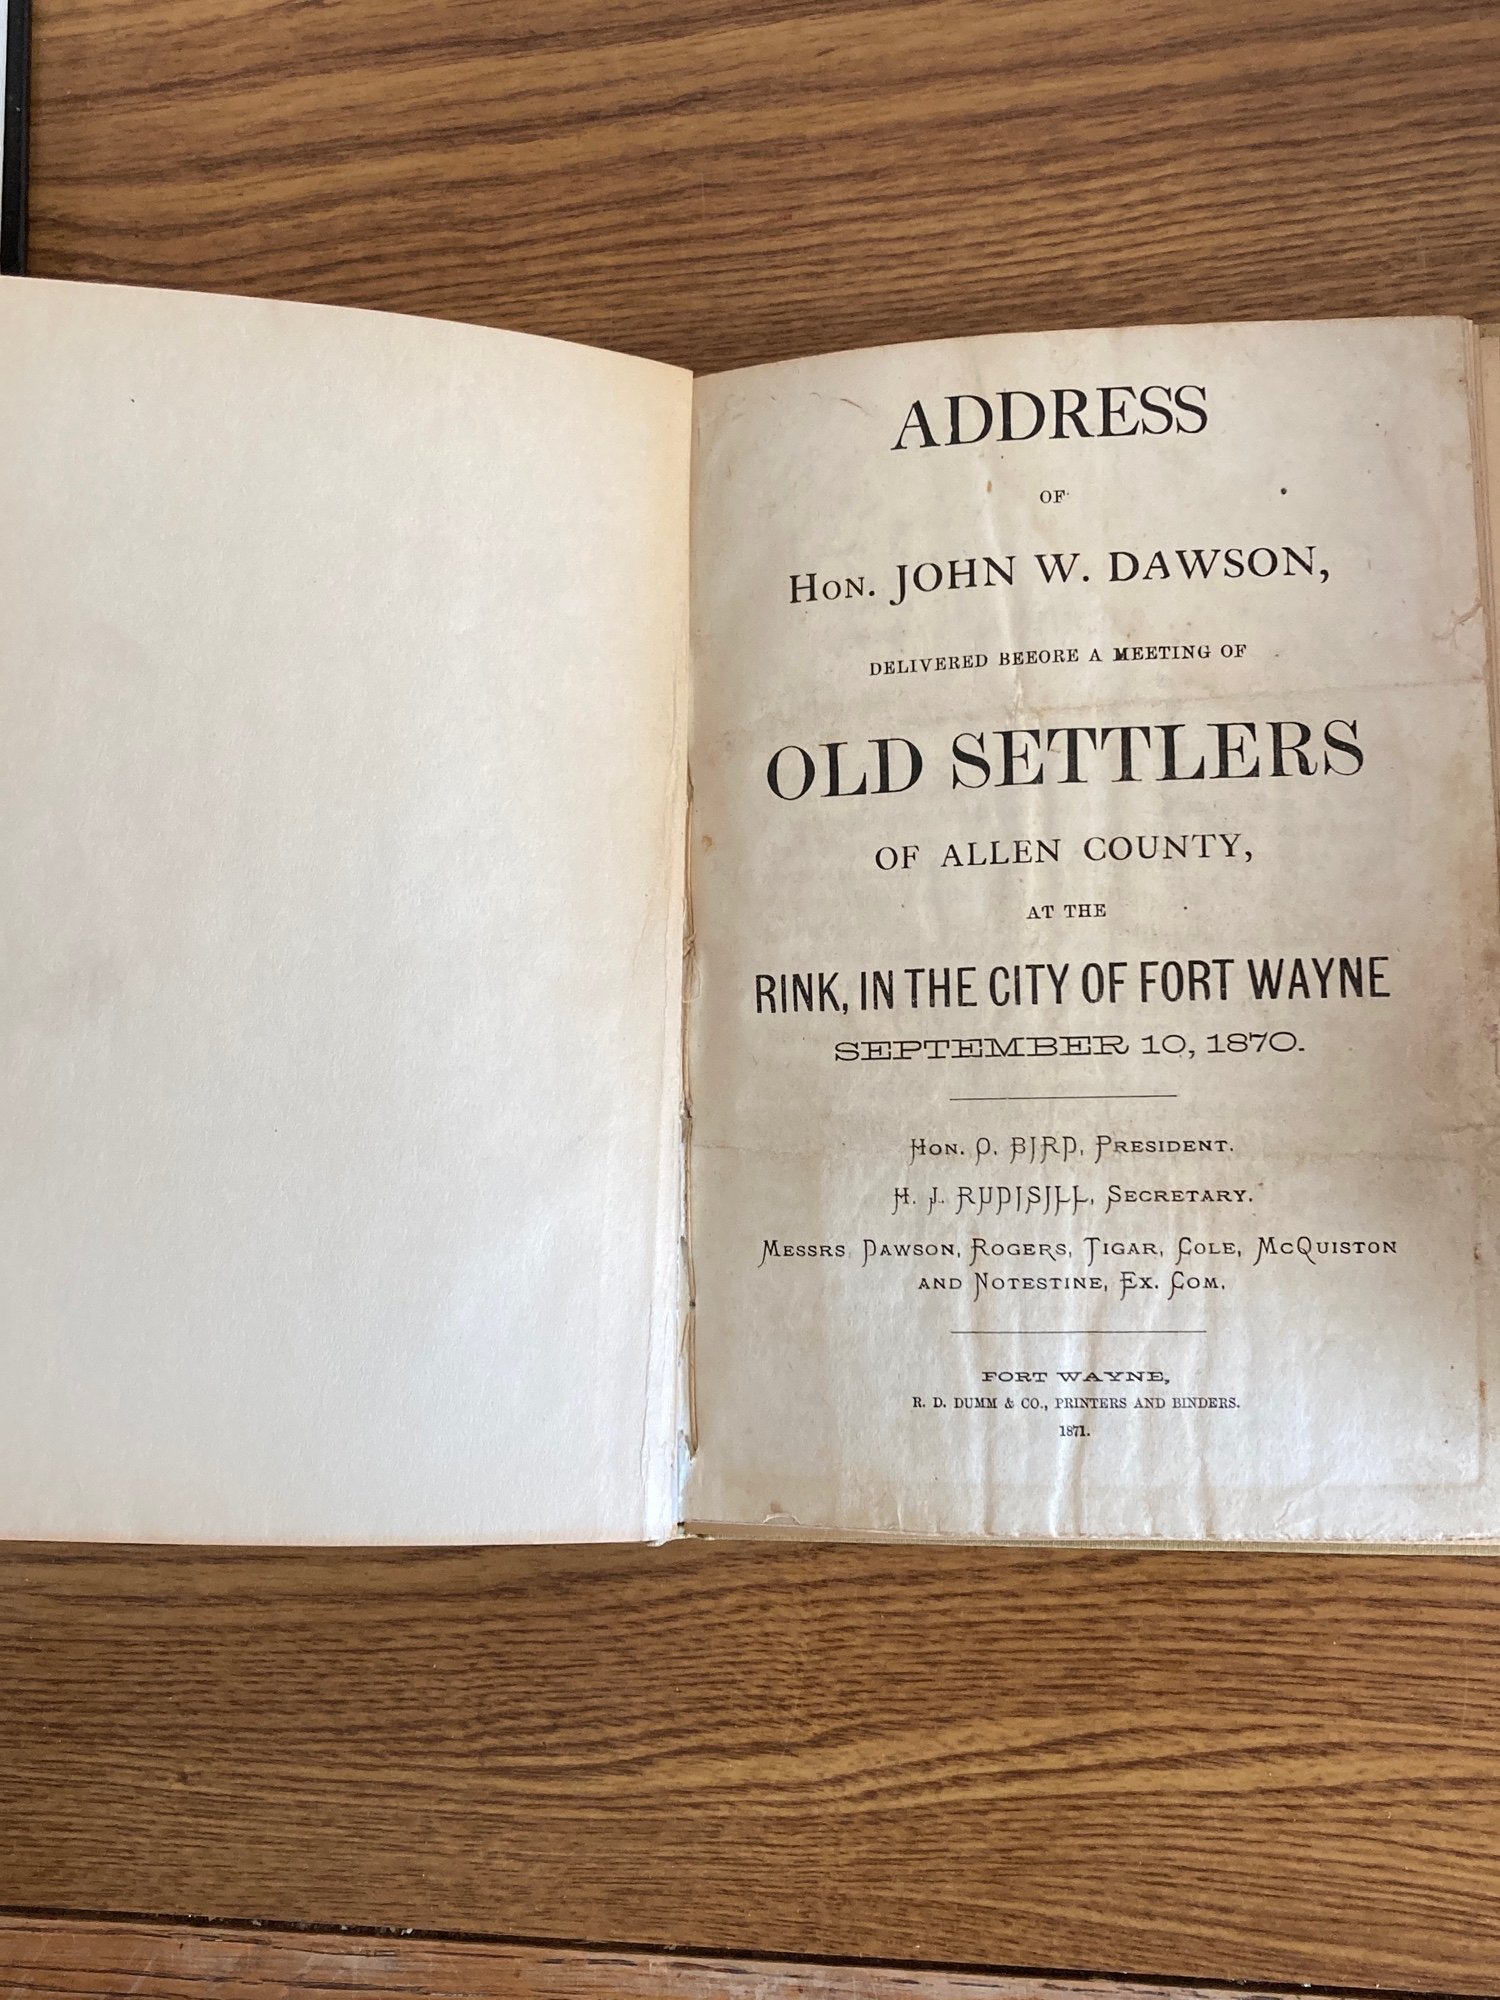 ADDRESS
OF
HON. JOHN W. DAWSON,
DELIVERED BEEORE A MEETING OF
OLD SETTLERS
OF ALLEN COUNTY,
AT THE
RINK, IN THE CITY OF FORT WAYNE
SEPTEMBER 10, 1870.
HON. O. BIRD, PRESIDENT.
H. J. RUDISILL, SECRETARY.
MESSRS. DAWSON, ROGERS, TIGAR, COLE, MCQUISTON
AND NOTESTINE, EX. COM.
FORT WAYNE,
R. D. DUMM & CO., PRINTERS AND BINDERS.
1871.